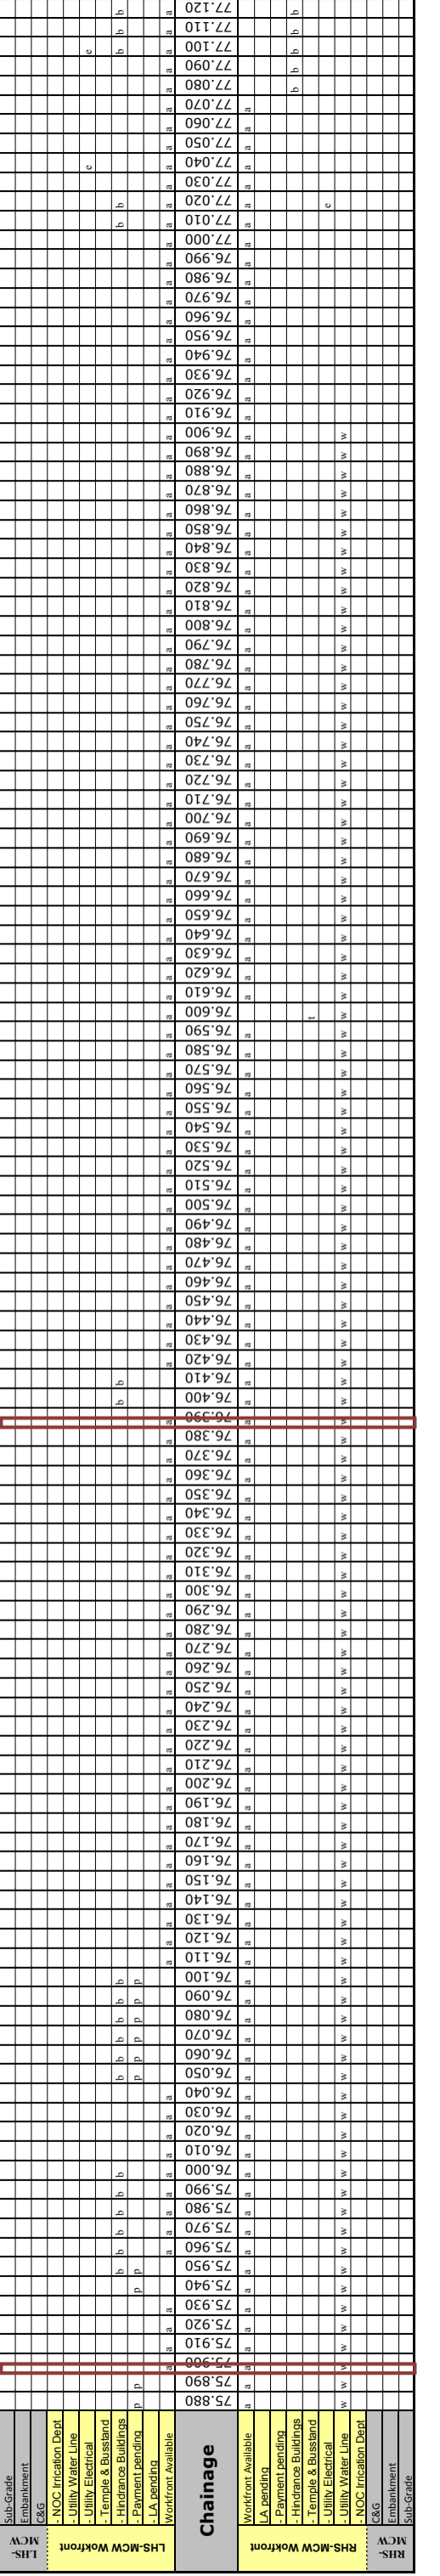 b a 77.120 b
b a 77.110 b
e b a 77.100 b
a 77.090 b
a 77.080 b
a 77.070 a
a 77.060 a
a 77.050 a
e a 77.040 a
a 77.030 a
b a 77.020 a e
b a 77.010 a
a 77.000 a
a 76.990 a
a 76.980 a
a 76.970 a
a 76.960 a
a 76.950 a
a 76.940 a
a 76.930 a
a 76.920 a
a 76.910 a
a 76.900 a w
a 76.890 a w
a 76.880 a w
a 76.870 a w
a 76.860 a w
a 76.850 a w
a 76.840 a w
a 76.830 a w
a 76.820 a w
a 76.810 a w
a 76.800 a w
a 76.790 a w
a 76.780 a w
a 76.770 a w
a 76.760 a w
a 76.750 a w
a 76.740 a w
a 76.730 a w
a 76.720 a w
a 76.710 a w
a 76.700 a w
a 76.690 a w
a 76.680 a w
a 76.670 a w
a 76.660 a w
a 76.650 a w
a 76.640 a w
a 76.630 a w
a 76.620 a w
a 76.610 a w
a 76.600 t w
a 76.590 a w
a 76.580 a w
a 76.570 a w
a 76.560 a w
a 76.550 a w
a 76.540 a w
a 76.530 a w
a 76.520 a w
a 76.510 a w
a 76.500 a w
a 76.490 a w
a 76.480 a w
a 76.470 a w
a 76.460 a w
a 76.450 a w
a 76.440 a w
a 76.430 a w
a 76.420 a w
b 76.410 a w
b 76.400 a w
a 76.390 a w
a 76.380 a w
a 76.370 a w
a 76.360 a w
a 76.350 a w
a 76.340 a w
a 76.330 a w
a 76.320 a w
a 76.310 a w
a 76.300 a w
a 76.290 a w
a 76.280 a w
a 76.270 a w
a 76.260 a w
a 76.250 a w
a 76.240 a w
a 76.230 a w
a 76.220 a w
a 76.210 a w
a 76.200 a w
a 76.190 a w
a 76.180 a w
a 76.170 a w
a 76.160 a w
a 76.150 a w
a 76.140 a w
a 76.130 a w
a 76.120 a w
a 76.110 a w
b p 76.100 a w
b p 76.090 a w
b p 76.080 a w
b p 76.070 a w
b p 76.060 a w
b p 76.050 a w
a 76.040 a w
a 76.030 a w
a 76.020 a w
a 76.010 a w
b a 76.000 a w
b a 75.990 a w
b a 75.980 a w
b a 75.970 a w
b a 75.960 a w
b p 75.950 a w
p 75.940 a w
a 75.930 a w
a 75.920 a w
a 75.910 a w
a 75.900 a w
p 75.890 a w
p 75.880 a w
Sub-Grade
Embankment
C&G
- NOC Irrication Dept
- Utility Water Line
- Utility Electrical
- Temple & Busstand
- Hindrance Buildings
- Payment pending
- LA pending
Workfront Available
Chainage
Workfront Available
LA pending
- Payment pending
- Hindrance Buildings
- Temple & Busstand
- Utility Electrical
- Utility Water Line
- NOC Irrication Dept
C&G
Embankment
Sub-Grade
LHS-
MCW
LHS-MCW Wokfront
RHS-MCW Wokfront
RHS-
MCW